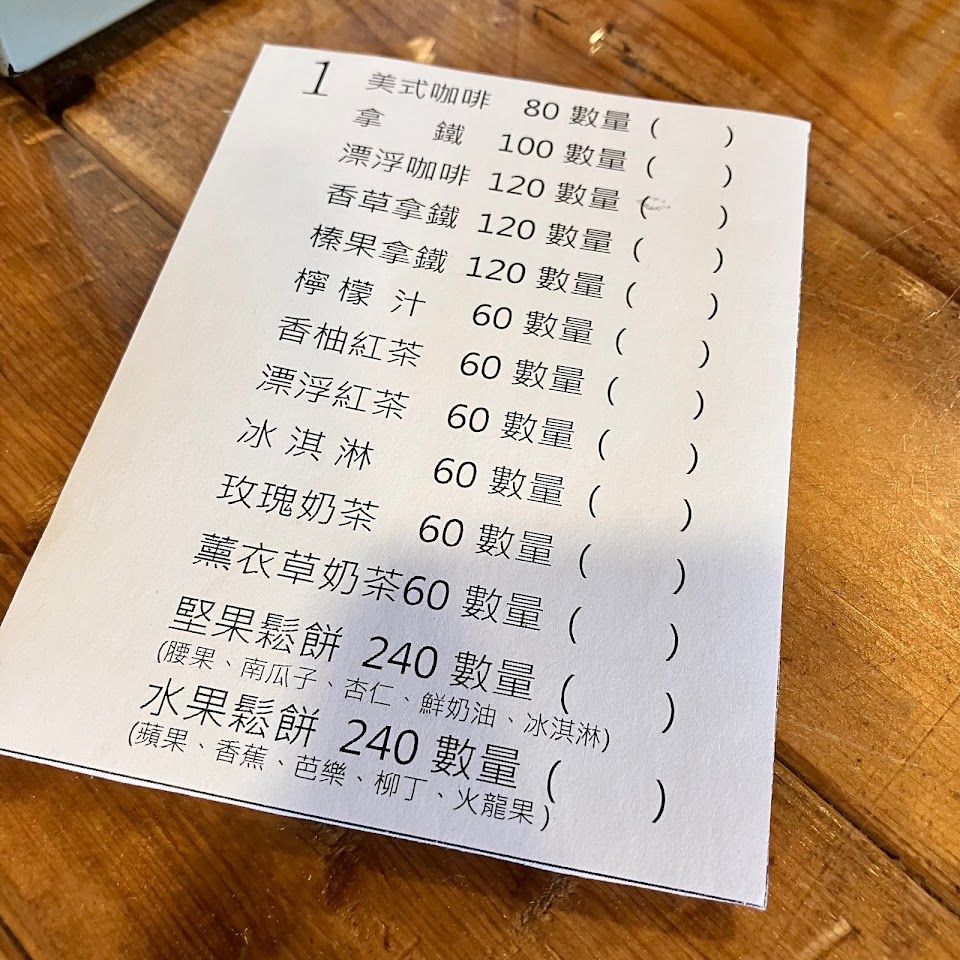 1 美式咖啡 80 數量 ( )
拿 鐵 100 數量 ( )
漂浮咖啡 120 數量 ( )
香草拿鐵 120 數量 ( )
榛果拿鐵 120 數量 ( )
檸 檬 汁 60 數量 ( )
香柚紅茶 60 數量 ( )
漂浮紅茶 60 數量 ( )
冰 淇 淋 60 數量 ( )
玫瑰奶茶 60 數量 ( )
薰衣草奶茶60 數量 ( )
堅果鬆餅 240 數量 ( )
(腰果、南瓜子、杏仁、鮮奶油、冰淇淋)
水果鬆餅 240 數量 ( )
(蘋果、香蕉、芭樂、柳丁、火龍果)